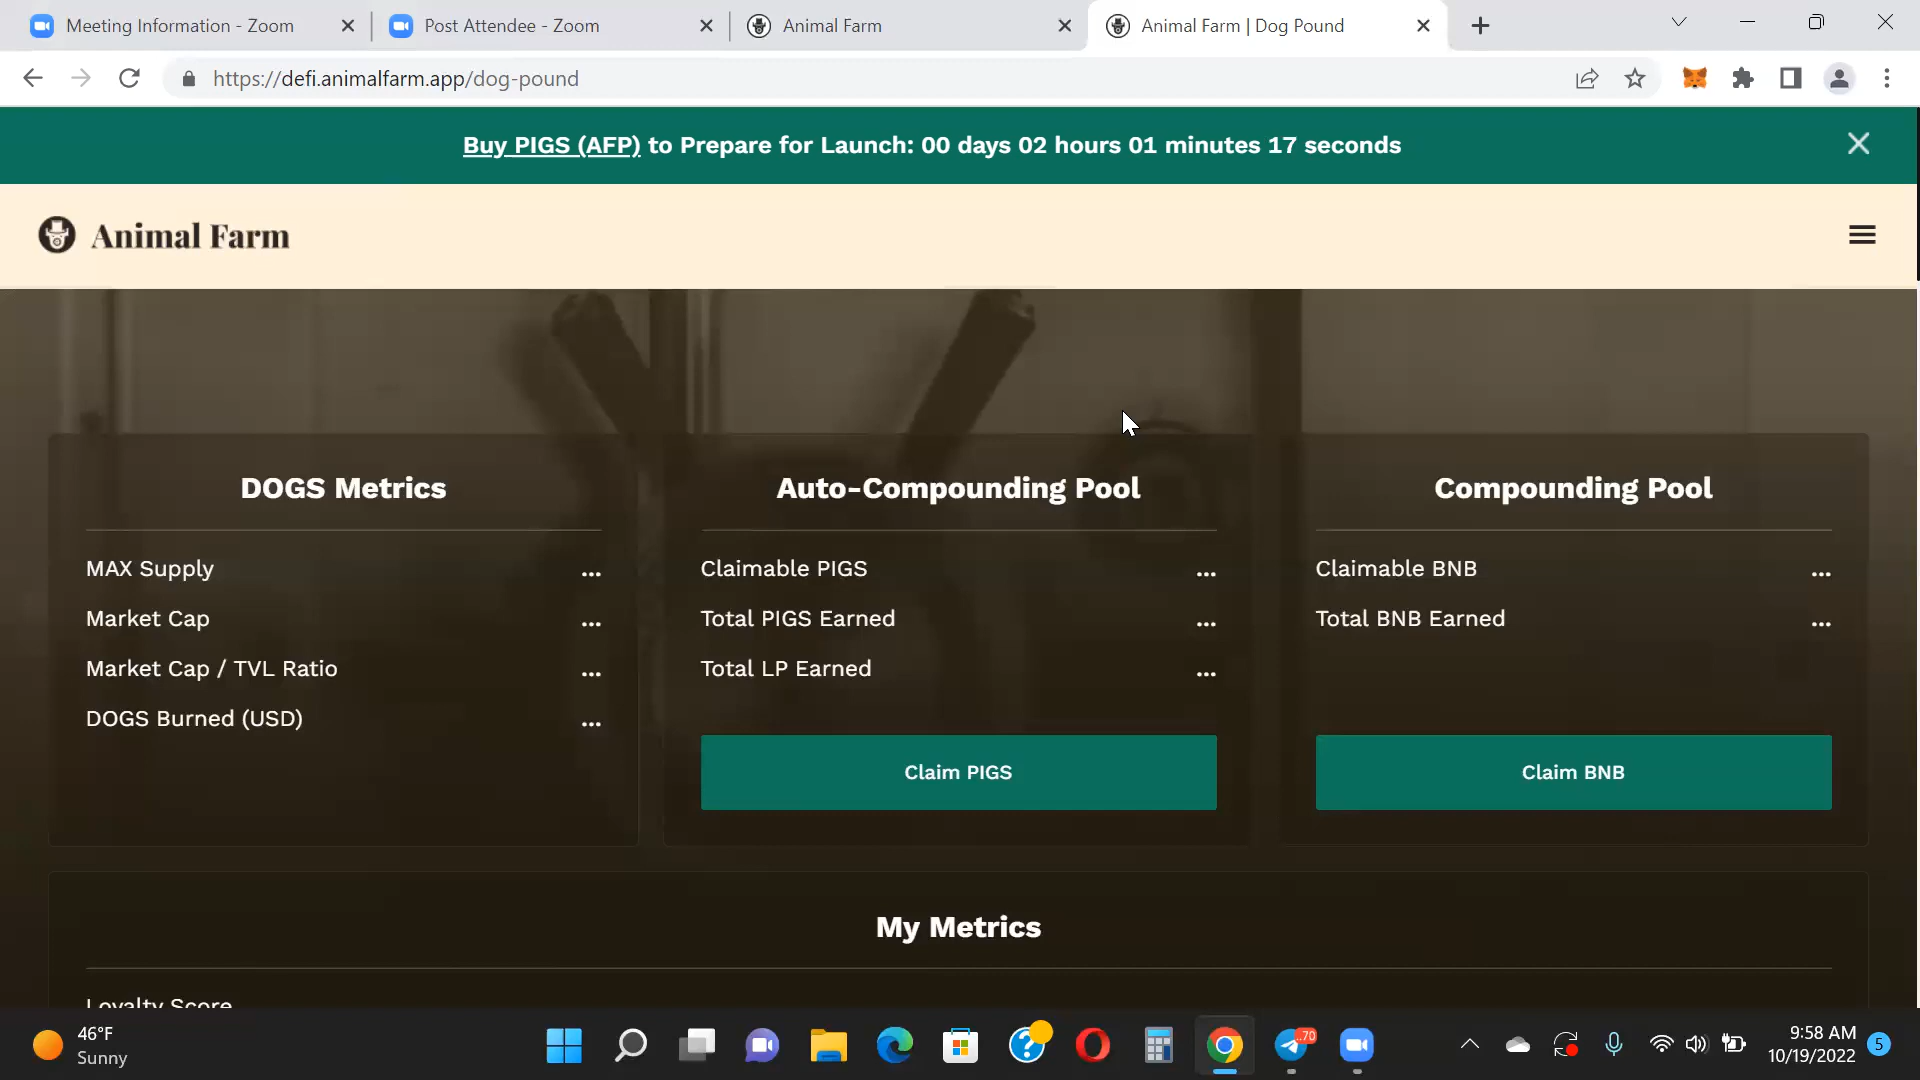 Meeting Information - Zoom
Post Attendee - Zoom
Animal Farm
Animal Farm | Dog Pound
https://defi.animalfarm.app/dog-pound
Buy PIGS (AFP) to Prepare for Launch: 00 days 02 hours 01 minutes 17 seconds
Animal Farm
DOGS Metrics
MAX Supply ...
Market Cap ...
Market Cap / TVL Ratio ...
DOGS Burned (USD) ...
Auto-Compounding Pool
Claimable PIGS ...
Total PIGS Earned ...
Total LP Earned ...
Claim PIGS
Compounding Pool
Claimable BNB ...
Total BNB Earned ...
Claim BNB
My Metrics
Loyalty Score
46°F
Sunny
.70
9:58 AM
10/19/2022
5